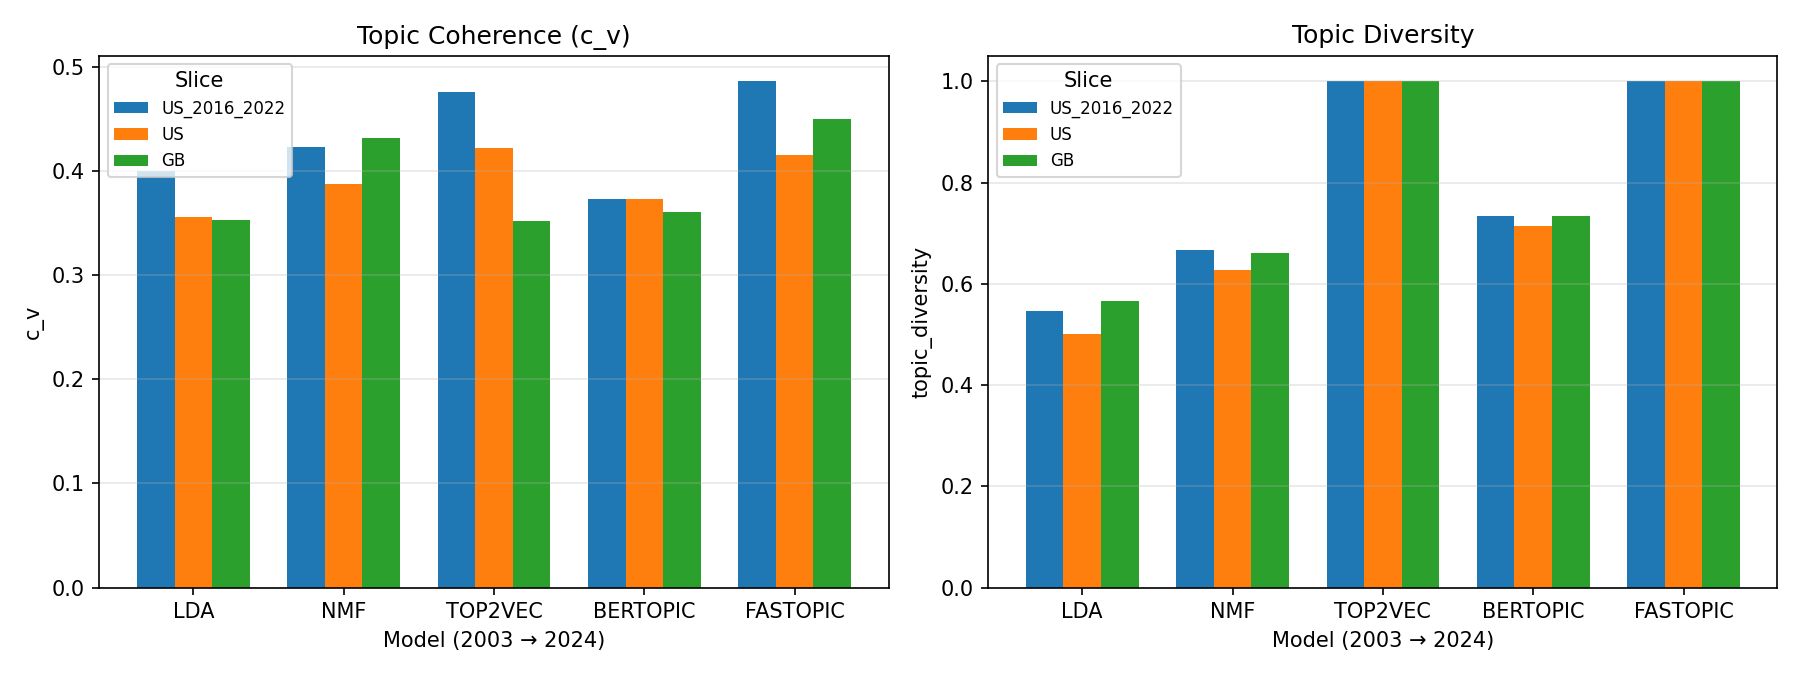 Topic Coherence (c_v)
Slice
US_2016_2022
US
GB
c_v
0.5
0.4
0.3
0.2
0.1
0.0
LDA NMF TOP2VEC BERTOPIC FASTOPIC
Model (2003 → 2024)
Topic Diversity
Slice
US_2016_2022
US
GB
topic_diversity
1.0
0.8
0.6
0.4
0.2
0.0
LDA NMF TOP2VEC BERTOPIC FASTOPIC
Model (2003 → 2024)